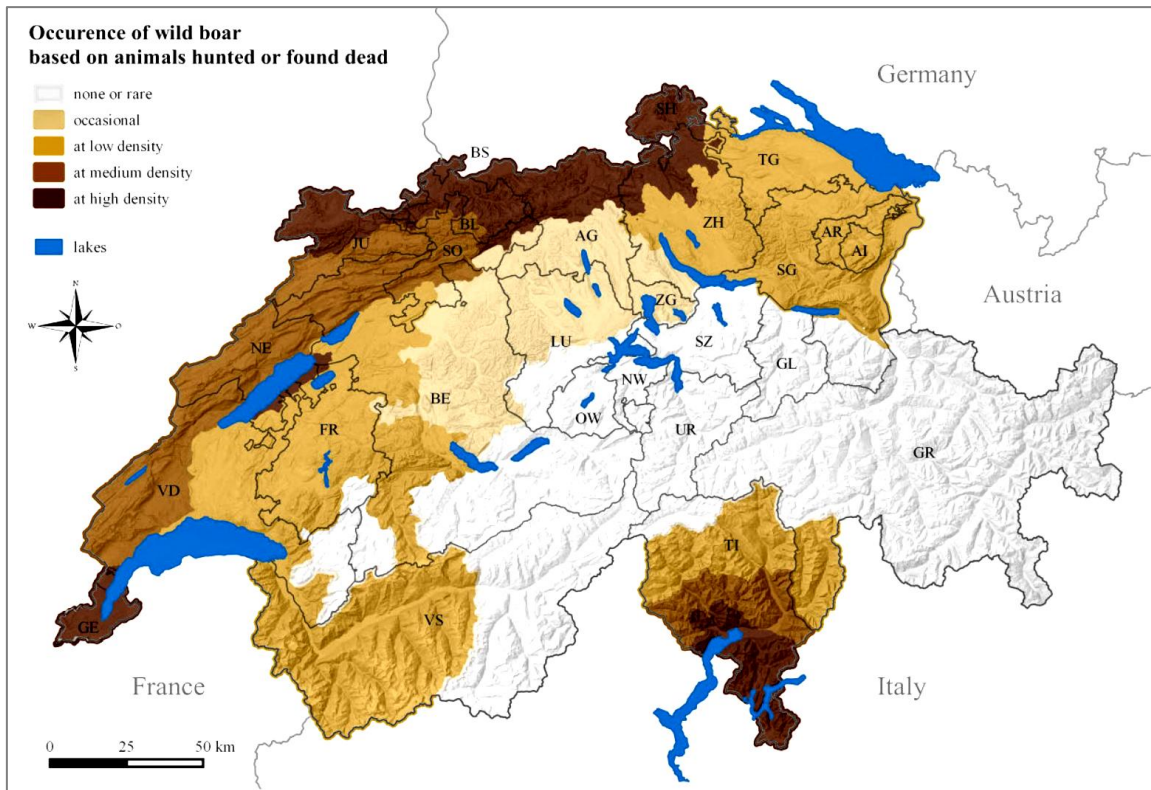 Occurence of wild boar
based on animals hunted or found dead
none or rare
occasional
at low density
at medium density
at high density
lakes
N
W
O
S
Germany
SH
BS
TG
BL
JU
SO
AG
ZH
AR
AI
SG
Austria
ZG
NE
LU
SZ
GL
NW
BE
OW
FR
UR
GR
VD
TI
VS
GE
France
Italy
0 25 50 km